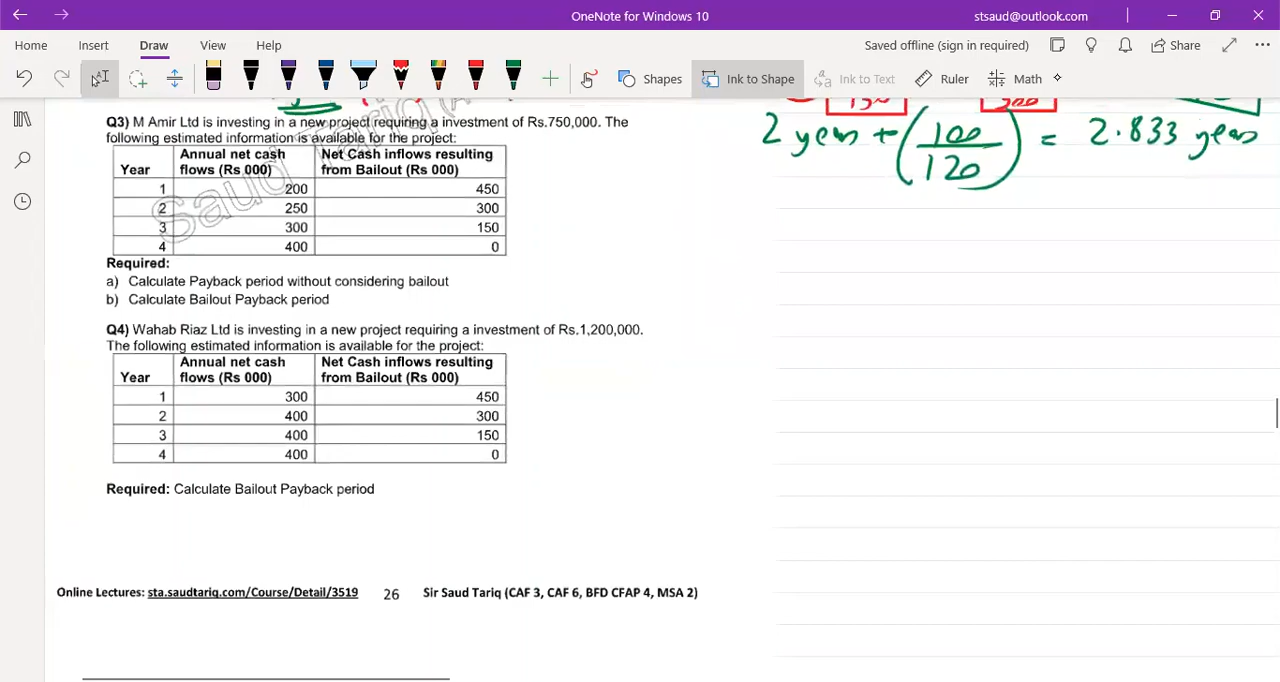 OneNote for Windows 10
stsaud@outlook.com
Home Insert Draw View Help
Saved offline (sign in required)
Share
Shapes
Ink to Shape
Ink to Text
Ruler
Math
2 years + (100/120) = 2.833 years
Q3) M Amir Ltd is investing in a new project requiring a investment of Rs.750,000. The
following estimated information is available for the project:
Year Annual net cash flows (Rs 000) Net Cash inflows resulting from Bailout (Rs 000)
1 200 450
2 250 300
3 300 150
4 400 0
Saud Tariq
Required:
a) Calculate Payback period without considering bailout
b) Calculate Bailout Payback period
Q4) Wahab Riaz Ltd is investing in a new project requiring a investment of Rs.1,200,000.
The following estimated information is available for the project:
Year Annual net cash flows (Rs 000) Net Cash inflows resulting from Bailout (Rs 000)
1 300 450
2 400 300
3 400 150
4 400 0
Required: Calculate Bailout Payback period
Online Lectures: sta.saudtariq.com/Course/Detail/3519 26 Sir Saud Tariq (CAF 3, CAF 6, BFD CFAP 4, MSA 2)